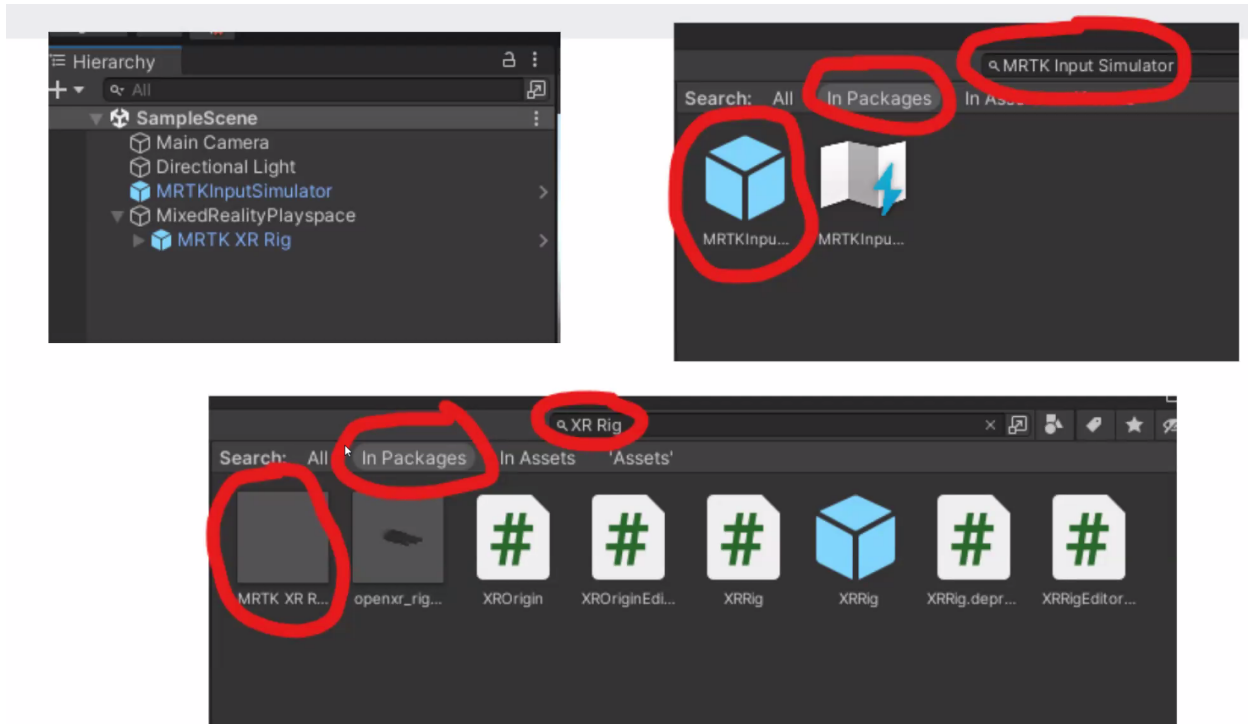 Hierarchy
All
SampleScene
Main Camera
Directional Light
MRTKInputSimulator
MixedRealityPlayspace
MRTK XR Rig
MRTK Input Simulator
Search: All In Packages In
MRTKInpu... MRTKInpu...
XR Rig
Search: All In Packages In Assets 'Assets'
MRTK XR R... openxr_rig... XROrigin XROriginEdi... XRRig XRRig XRRig.depr... XRRigEditor...